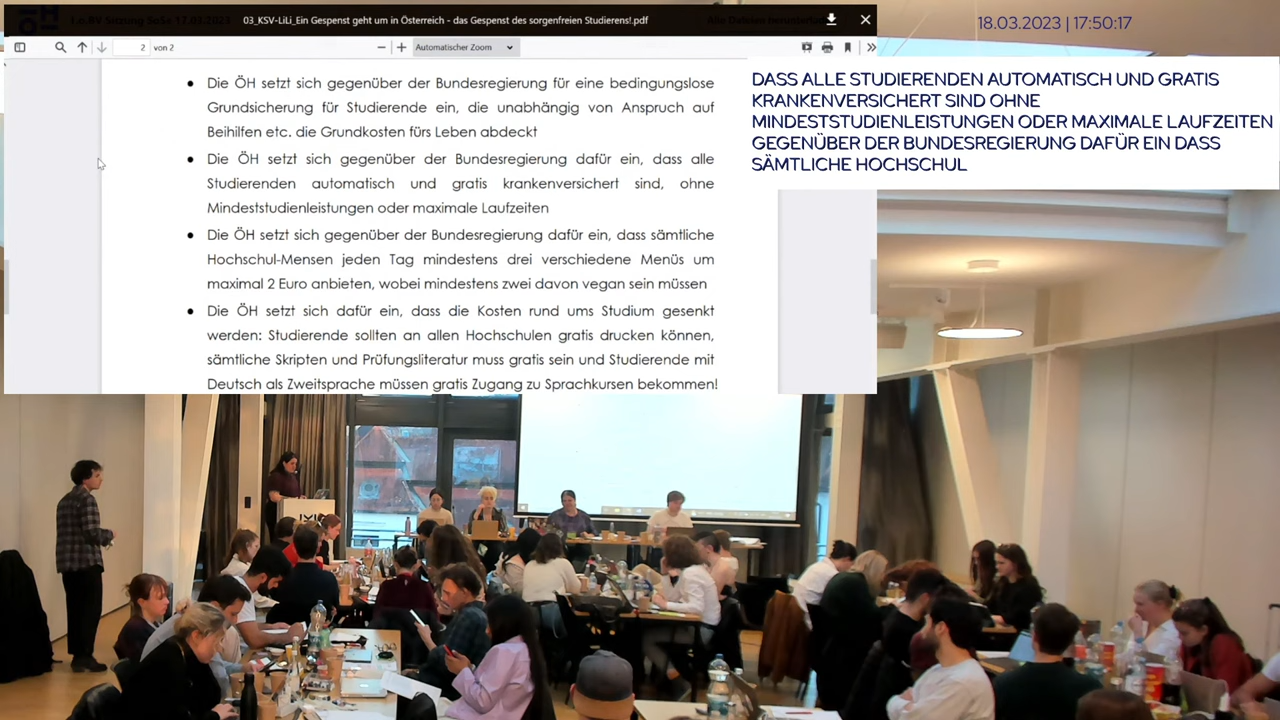 03_KSV-LiLi_Ein Gespenst geht um in Österreich - das Gespenst des sorgenfreien Studierens!.pdf
18.03.2023 | 17:50:17
2 von 2
Automatischer Zoom
• Die ÖH setzt sich gegenüber der Bundesregierung für eine bedingungslose
Grundsicherung für Studierende ein, die unabhängig von Anspruch auf
Beihilfen etc. die Grundkosten fürs Leben abdeckt
• Die ÖH setzt sich gegenüber der Bundesregierung dafür ein, dass alle
Studierenden automatisch und gratis krankenversichert sind, ohne
Mindeststudienleistungen oder maximale Laufzeiten
• Die ÖH setzt sich gegenüber der Bundesregierung dafür ein, dass sämtliche
Hochschul-Mensen jeden Tag mindestens drei verschiedene Menüs um
maximal 2 Euro anbieten, wobei mindestens zwei davon vegan sein müssen
• Die ÖH setzt sich dafür ein, dass die Kosten rund ums Studium gesenkt
werden: Studierende sollten an allen Hochschulen gratis drucken können,
sämtliche Skripten und Prüfungsliteratur muss gratis sein und Studierende mit
Deutsch als Zweitsprache müssen gratis Zugang zu Sprachkursen bekommen!
DASS ALLE STUDIERENDEN AUTOMATISCH UND GRATIS
KRANKENVERSICHERT SIND OHNE
MINDESTSTUDIENLEISTUNGEN ODER MAXIMALE LAUFZEITEN
GEGENÜBER DER BUNDESREGIERUNG DAFÜR EIN DASS
SÄMTLICHE HOCHSCHUL